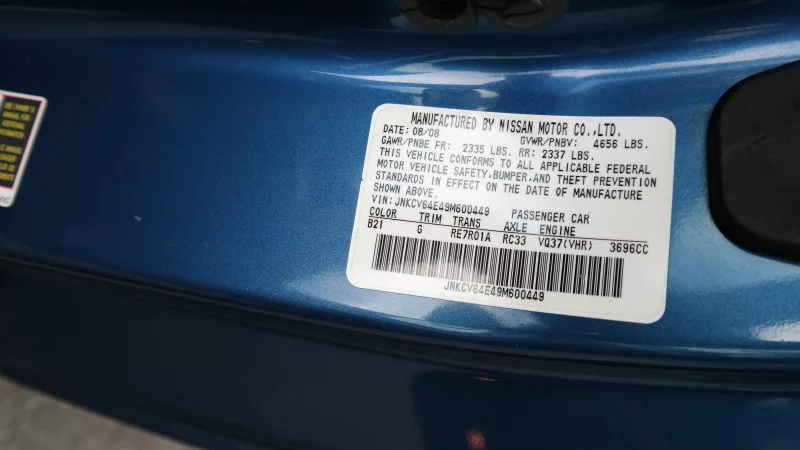 MANUFACTURED BY NISSAN MOTOR CO.,LTD.
DATE: 08/08 GVWR/PNBV: 4656 LBS.
GAWR/PNBE FR: 2335 LBS. RR: 2337 LBS.
THIS VEHICLE CONFORMS TO ALL APPLICABLE FEDERAL
MOTOR VEHICLE SAFETY,BUMPER,AND THEFT PREVENTION
STANDARDS IN EFFECT ON THE DATE OF MANUFACTURE
SHOWN ABOVE.
VIN:JNKCV64E49M600449 PASSENGER CAR
COLOR TRIM TRANS AXLE ENGINE
B21 G RE7R01A RC33 VQ37(VHR) 3696CC
JNKCV64E49M600449